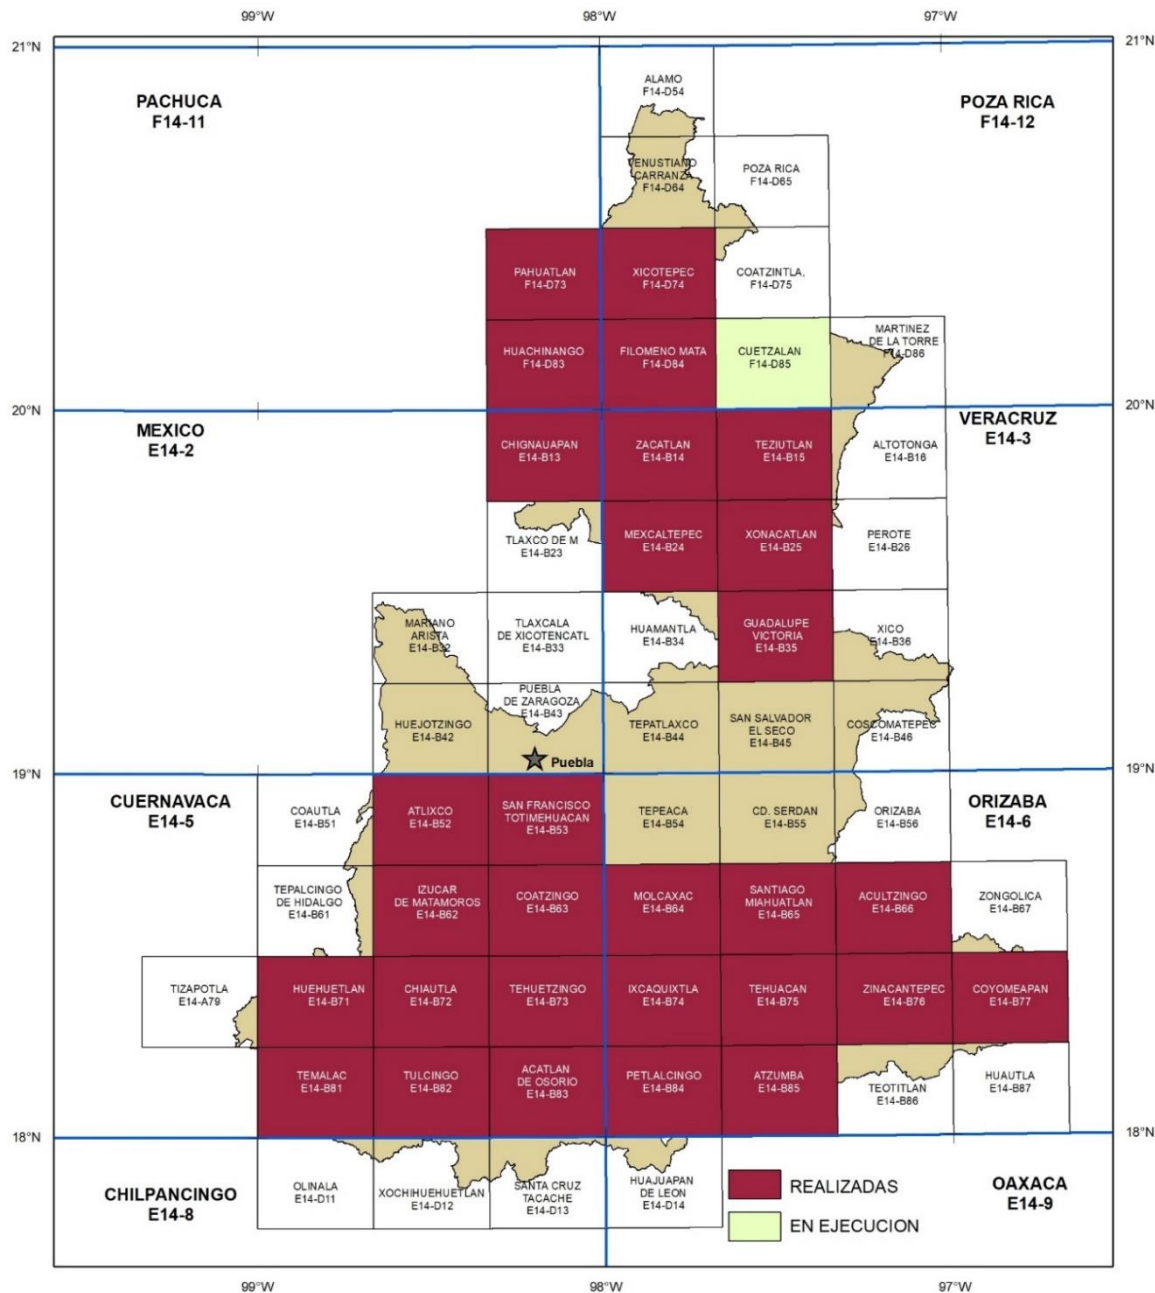 99°W
98°W
97°W
21°N
21°N
ALAMO
F14-D54
PACHUCA
F14-11
POZA RICA
F14-12
VENUSTIANO
CARRANZA
F14-D64
POZA RICA
F14-D65
PAHUATLAN
F14-D73
XICOTEPEC
F14-D74
COATZINTLA,
F14-D75
HUACHINANGO
F14-D83
FILOMENO MATA
F14-D84
CUETZALAN
F14-D85
MARTINEZ
DE LA TORRE
F14-D86
20°N
20°N
MEXICO
E14-2
VERACRUZ
E14-3
CHIGNAUAPAN
E14-B13
ZACATLAN
E14-B14
TEZIUTLAN
E14-B15
ALTOTONGA
E14-B16
TLAXCO DE M
E14-B23
MEXCALTEPEC
E14-B24
XONACATLAN
E14-B25
PEROTE
E14-B26
MARIANO
ARISTA
E14-B32
TLAXCALA
DE XICOTENCATL
E14-B33
HUAMANTLA
E14-B34
GUADALUPE
VICTORIA
E14-B35
XICO
E14-B36
HUEJOTZINGO
E14-B42
PUEBLA
DE ZARAGOZA
E14-B43
TEPATLAXCO
E14-B44
SAN SALVADOR
EL SECO
E14-B45
COSCOMATEPEC
E14-B46
Puebla
19°N
19°N
CUERNAVACA
E14-5
ORIZABA
E14-6
COAUTLA
E14-B51
ATLIXCO
E14-B52
SAN FRANCISCO
TOTIMEHUACAN
E14-B53
TEPEACA
E14-B54
CD. SERDAN
E14-B55
ORIZABA
E14-B56
TEPALCINGO
DE HIDALGO
E14-B61
IZUCAR
DE MATAMOROS
E14-B62
COATZINGO
E14-B63
MOLCAXAC
E14-B64
SANTIAGO
MIAHUATLAN
E14-B65
ACULTZINGO
E14-B66
ZONGOLICA
E14-B67
TIZAPOTLA
E14-A79
HUEHUETLAN
E14-B71
CHIAUTLA
E14-B72
TEHUETZINGO
E14-B73
IXCAQUIXTLA
E14-B74
TEHUACAN
E14-B75
ZINACANTEPEC
E14-B76
COYOMEAPAN
E14-B77
TEMALAC
E14-B81
TULCINGO
E14-B82
ACATLAN
DE OSORIO
E14-B83
PETLALCINGO
E14-B84
ATZUMBA
E14-B85
TEOTITLAN
E14-B86
HUAUTLA
E14-B87
18°N
18°N
CHILPANCINGO
E14-8
OAXACA
E14-9
OLINALA
E14-D11
XOCHIHUEHUETLAN
E14-D12
SANTA CRUZ
TACACHE
E14-D13
HUAJUAPAN
DE LEON
E14-D14
REALIZADAS
EN EJECUCION
99°W
98°W
97°W